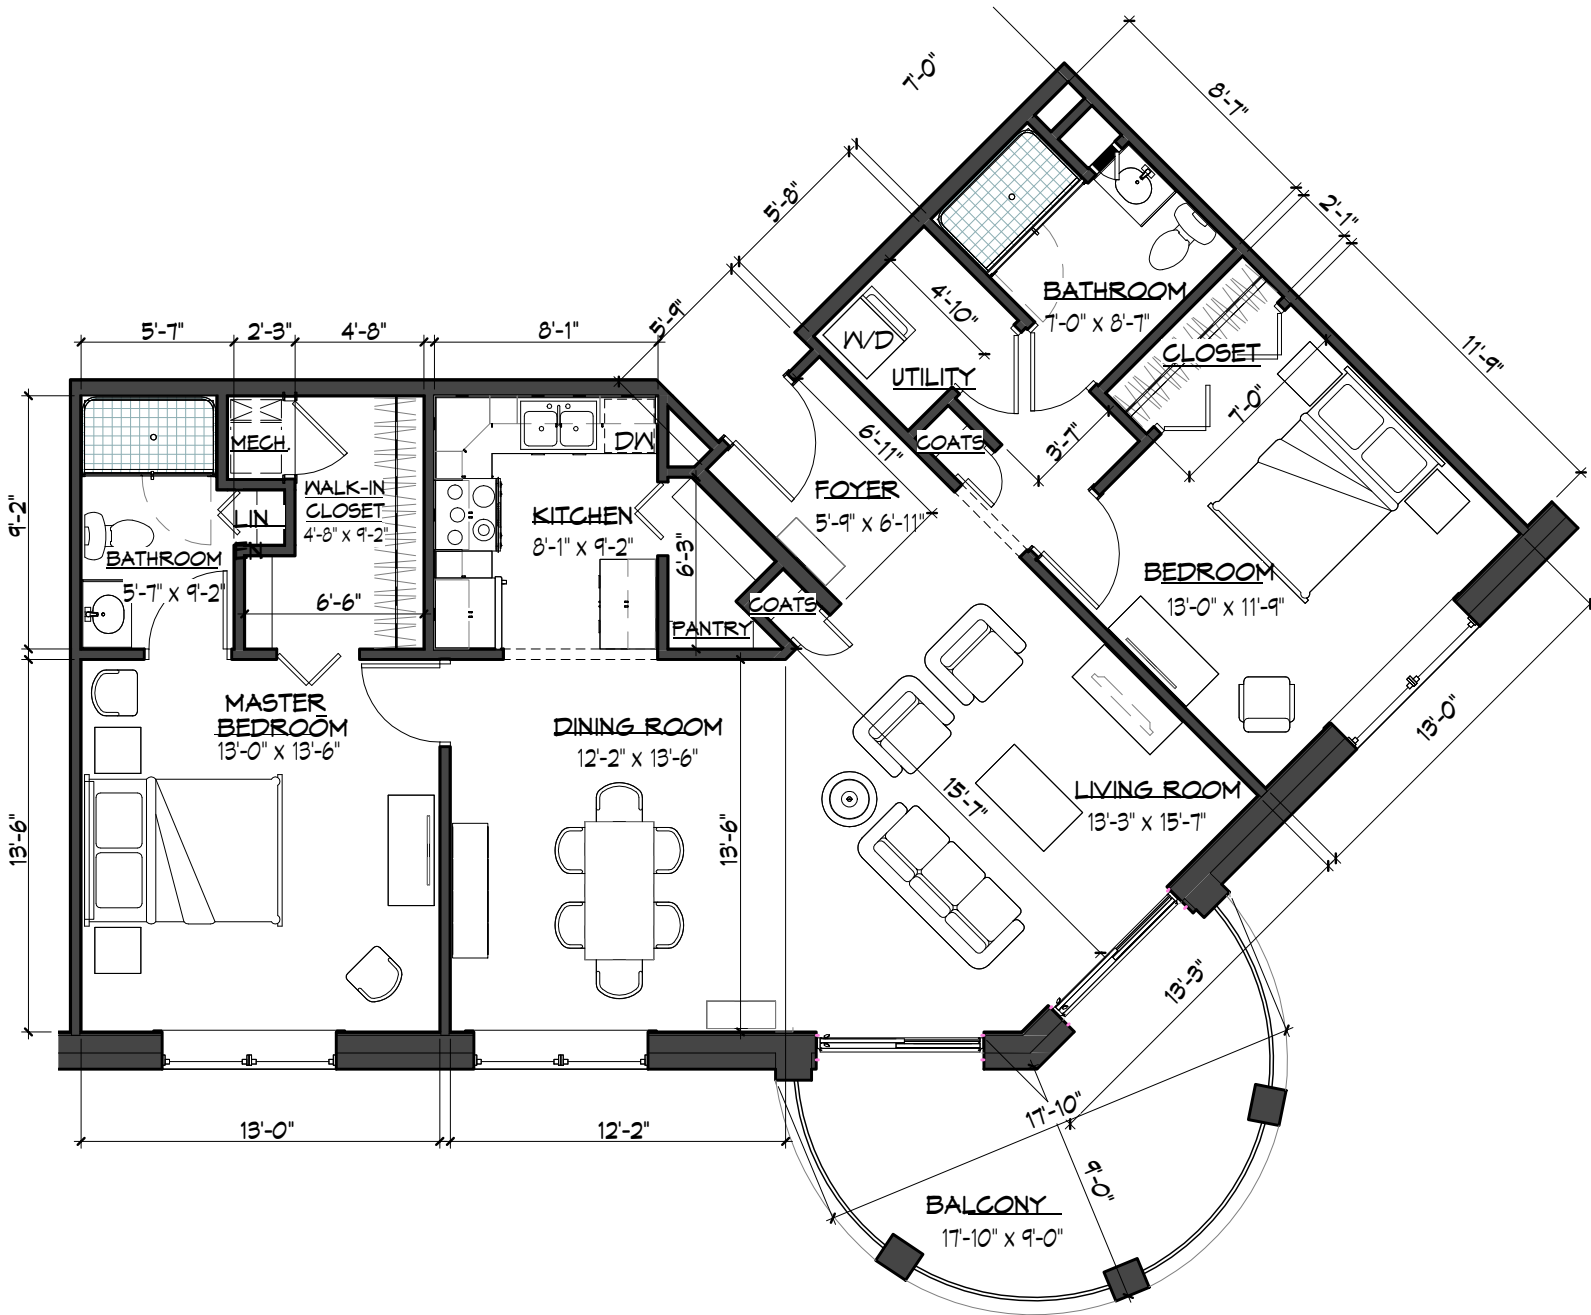 7'-0"
8'-7"
5'-8"
2'-1"
5'-9"
4'-10"
BATHROOM
7'-0" x 8'-7"
W/D
UTILITY
CLOSET
11'-9"
7'-0"
5'-7"
2'-3"
4'-8"
8'-1"
MECH.
DW
COATS
3'-7"
6'-11"
9'-2"
WALK-IN
CLOSET
4'-8" x 9'-2"
LIN
EN
KITCHEN
8'-1" x 9'-2"
FOYER
5'-9" x 6'-11"
BATHROOM
5'-7" x 9'-2"
6'-6"
6'-3"
COATS
PANTRY
BEDROOM
13'-0" x 11'-9"
13'-0"
MASTER
BEDROOM
13'-0" x 13'-6"
DINING ROOM
12'-2" x 13'-6"
13'-6"
13'-6"
15'-7"
LIVING ROOM
13'-3" x 15'-7"
13'-3"
13'-0"
12'-2"
17'-10"
9'-0"
BALCONY
17'-10" x 9'-0"